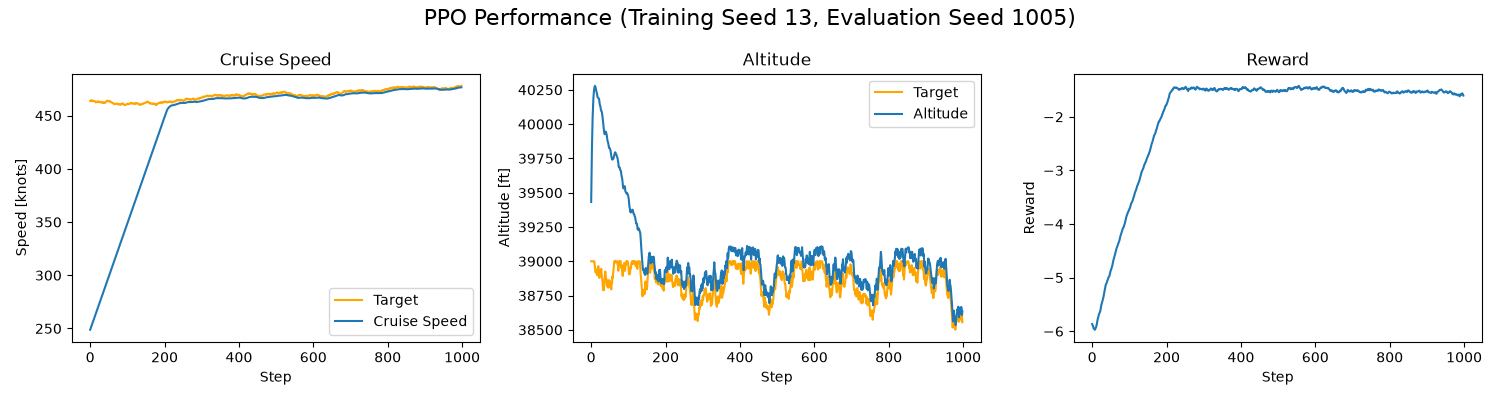 PPO Performance (Training Seed 13, Evaluation Seed 1005)
Cruise Speed
Speed [knots]
450
400
350
300
250
0 200 400 600 800 1000
Step
Target
Cruise Speed
Altitude
Altitude [ft]
40250
40000
39750
39500
39250
39000
38750
38500
0 200 400 600 800 1000
Step
Target
Altitude
Reward
Reward
−2
−3
−4
−5
−6
0 200 400 600 800 1000
Step